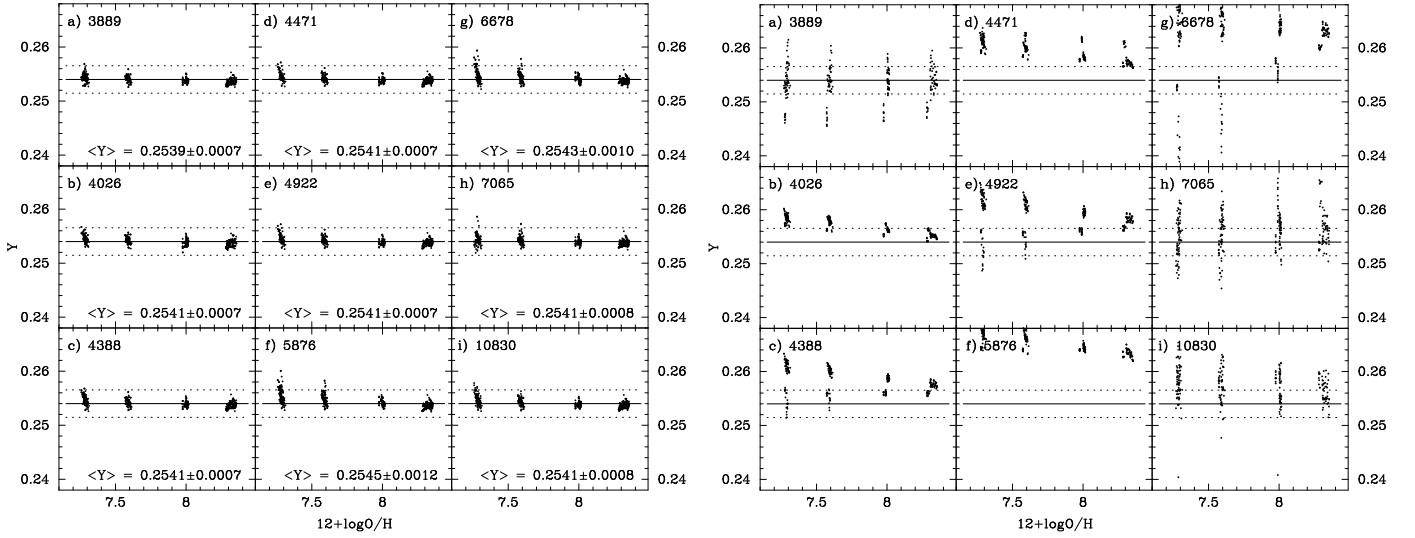 a) 3889
d) 4471
g) 6678
0.26
0.26
0.25
0.25
0.24
0.24
<Y> = 0.2539±0.0007
<Y> = 0.2541±0.0007
<Y> = 0.2543±0.0010
b) 4026
e) 4922
h) 7065
0.26
0.26
Y
0.25
0.25
0.24
0.24
<Y> = 0.2541±0.0007
<Y> = 0.2541±0.0007
<Y> = 0.2541±0.0008
c) 4388
f) 5876
i) 10830
0.26
0.26
0.25
0.25
0.24
0.24
<Y> = 0.2541±0.0007
<Y> = 0.2545±0.0012
<Y> = 0.2541±0.0008
7.5
8
7.5
8
7.5
8
12+logO/H
a) 3889
d) 4471
g) 6678
0.26
0.26
0.25
0.25
0.24
0.24
b) 4026
e) 4922
h) 7065
0.26
0.26
Y
0.25
0.25
0.24
0.24
c) 4388
f) 5876
i) 10830
0.26
0.26
0.25
0.25
0.24
0.24
7.5
8
7.5
8
7.5
8
12+logO/H